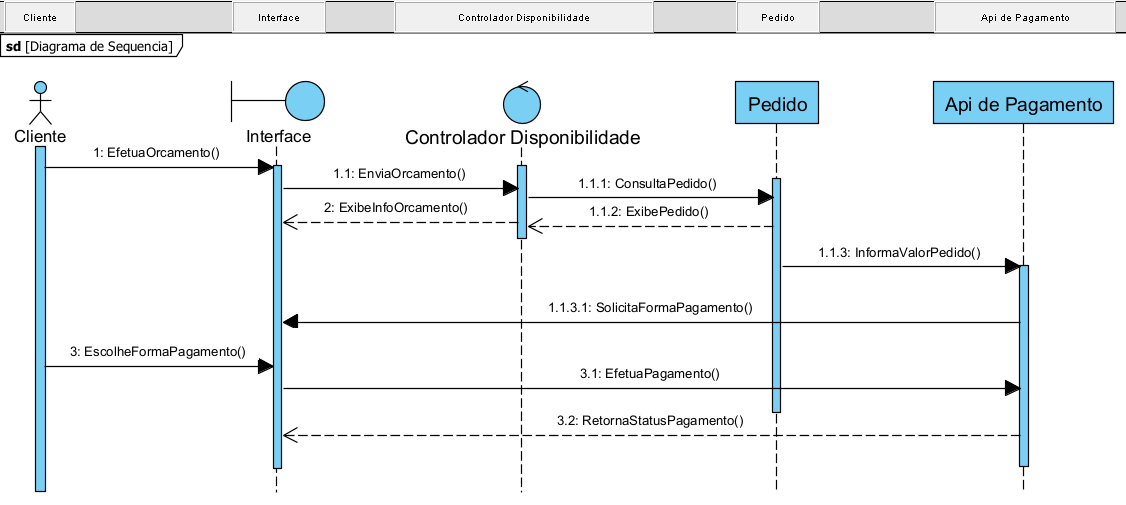 Cliente
Interface
Controlador Disponibilidade
Pedido
Api de Pagamento
sd [Diagrama de Sequencia]
Cliente
Interface
Controlador Disponibilidade
Pedido
Api de Pagamento
1: EfetuaOrcamento()
1.1: EnviaOrcamento()
1.1.1: ConsultaPedido()
2: ExibeInfoOrcamento()
1.1.2: ExibePedido()
1.1.3: InformaValorPedido()
1.1.3.1: SolicitaFormaPagamento()
3: EscolheFormaPagamento()
3.1: EfetuaPagamento()
3.2: RetornaStatusPagamento()